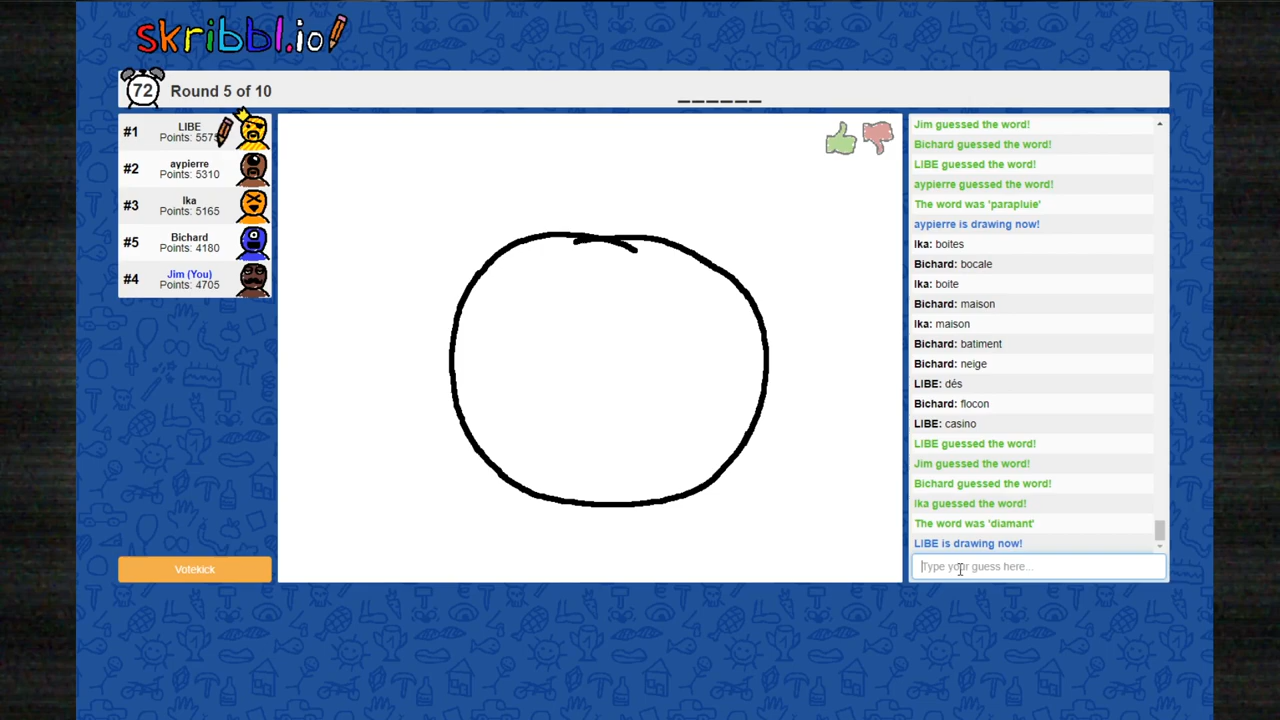 skribbl.io
72 Round 5 of 10 ______
#1 LIBE
Points: 5575
#2 aypierre
Points: 5310
#3 Ika
Points: 5165
#5 Bichard
Points: 4180
#4 Jim (You)
Points: 4705
Votekick
Jim guessed the word!
Bichard guessed the word!
LIBE guessed the word!
aypierre guessed the word!
The word was 'parapluie'
aypierre is drawing now!
Ika: boites
Bichard: bocale
Ika: boite
Bichard: maison
Ika: maison
Bichard: batiment
Bichard: neige
LIBE: dés
Bichard: flocon
LIBE: casino
LIBE guessed the word!
Jim guessed the word!
Bichard guessed the word!
Ika guessed the word!
The word was 'diamant'
LIBE is drawing now!
Type your guess here...